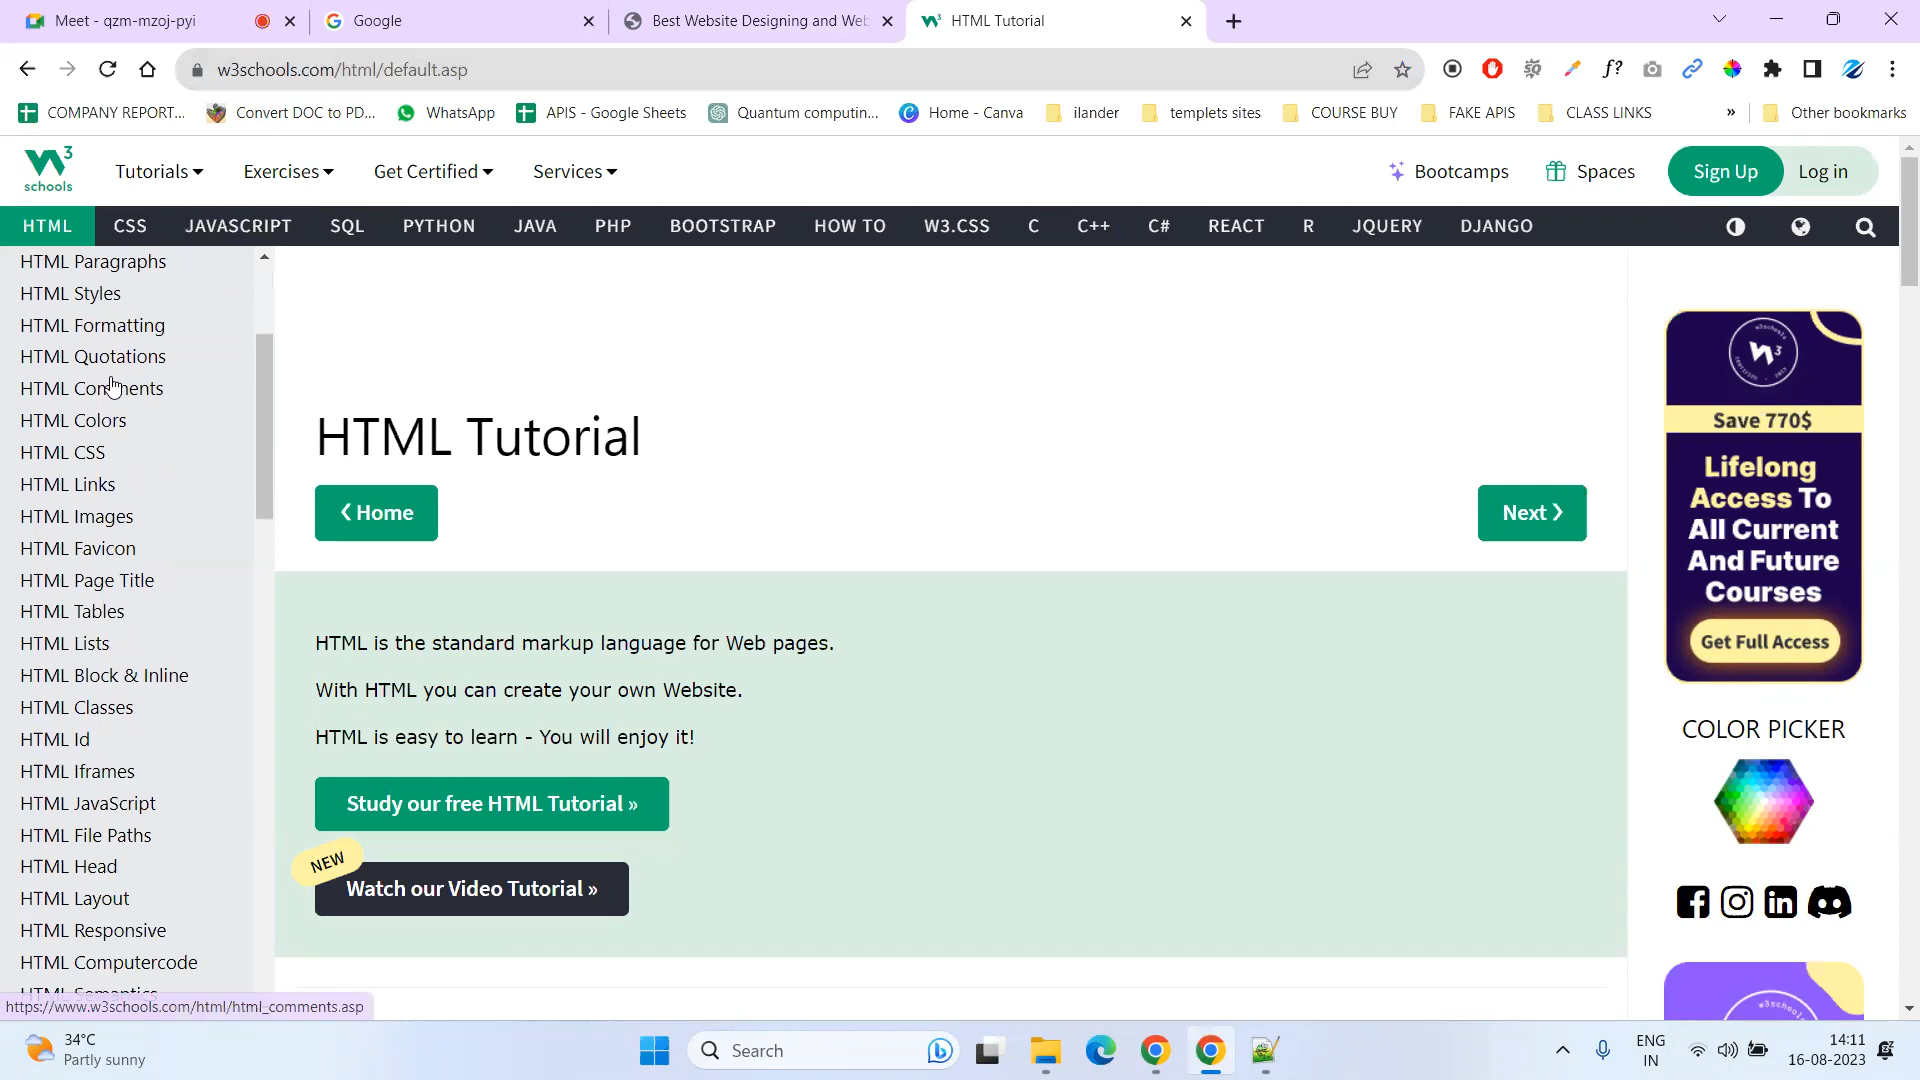 Meet - qzm-mzoj-pyi
Google
Best Website Designing and Web
HTML Tutorial
w3schools.com/html/default.asp
COMPANY REPORT...
Convert DOC to PD...
WhatsApp
APIS - Google Sheets
Quantum computin...
Home - Canva
ilander
templets sites
COURSE BUY
FAKE APIS
CLASS LINKS
»
Other bookmarks
W3 schools
Tutorials
Exercises
Get Certified
Services
Bootcamps
Spaces
Sign Up
Log in
HTML
CSS
JAVASCRIPT
SQL
PYTHON
JAVA
PHP
BOOTSTRAP
HOW TO
W3.CSS
C
C++
C#
REACT
R
JQUERY
DJANGO
HTML Paragraphs
HTML Styles
HTML Formatting
HTML Quotations
HTML Comments
HTML Colors
HTML CSS
HTML Links
HTML Images
HTML Favicon
HTML Page Title
HTML Tables
HTML Lists
HTML Block & Inline
HTML Classes
HTML Id
HTML Iframes
HTML JavaScript
HTML File Paths
HTML Head
HTML Layout
HTML Responsive
HTML Computercode
HTML Semantics
https://www.w3schools.com/html/html_comments.asp
HTML Tutorial
❮ Home
Next ❯
HTML is the standard markup language for Web pages.
With HTML you can create your own Website.
HTML is easy to learn - You will enjoy it!
Study our free HTML Tutorial »
NEW
Watch our Video Tutorial »
Save 770$
Lifelong
Access To
All Current
And Future
Courses
Get Full Access
COLOR PICKER
34°C
Partly sunny
Search
ENG
IN
14:11
16-08-2023